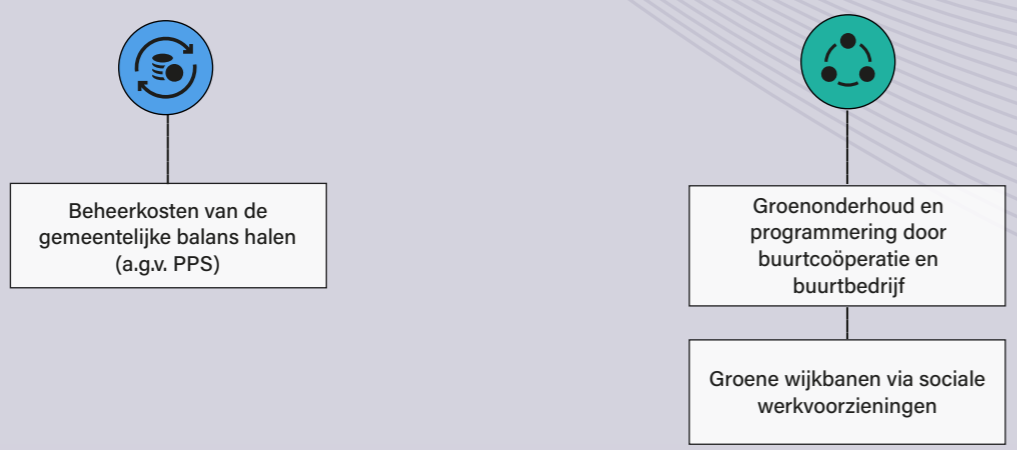 Beheerkosten van de
gemeentelijke balans halen
(a.g.v. PPS)
Groenonderhoud en
programmering door
buurtcoöperatie en
buurtbedrijf
Groene wijkbanen via sociale
werkvoorzieningen